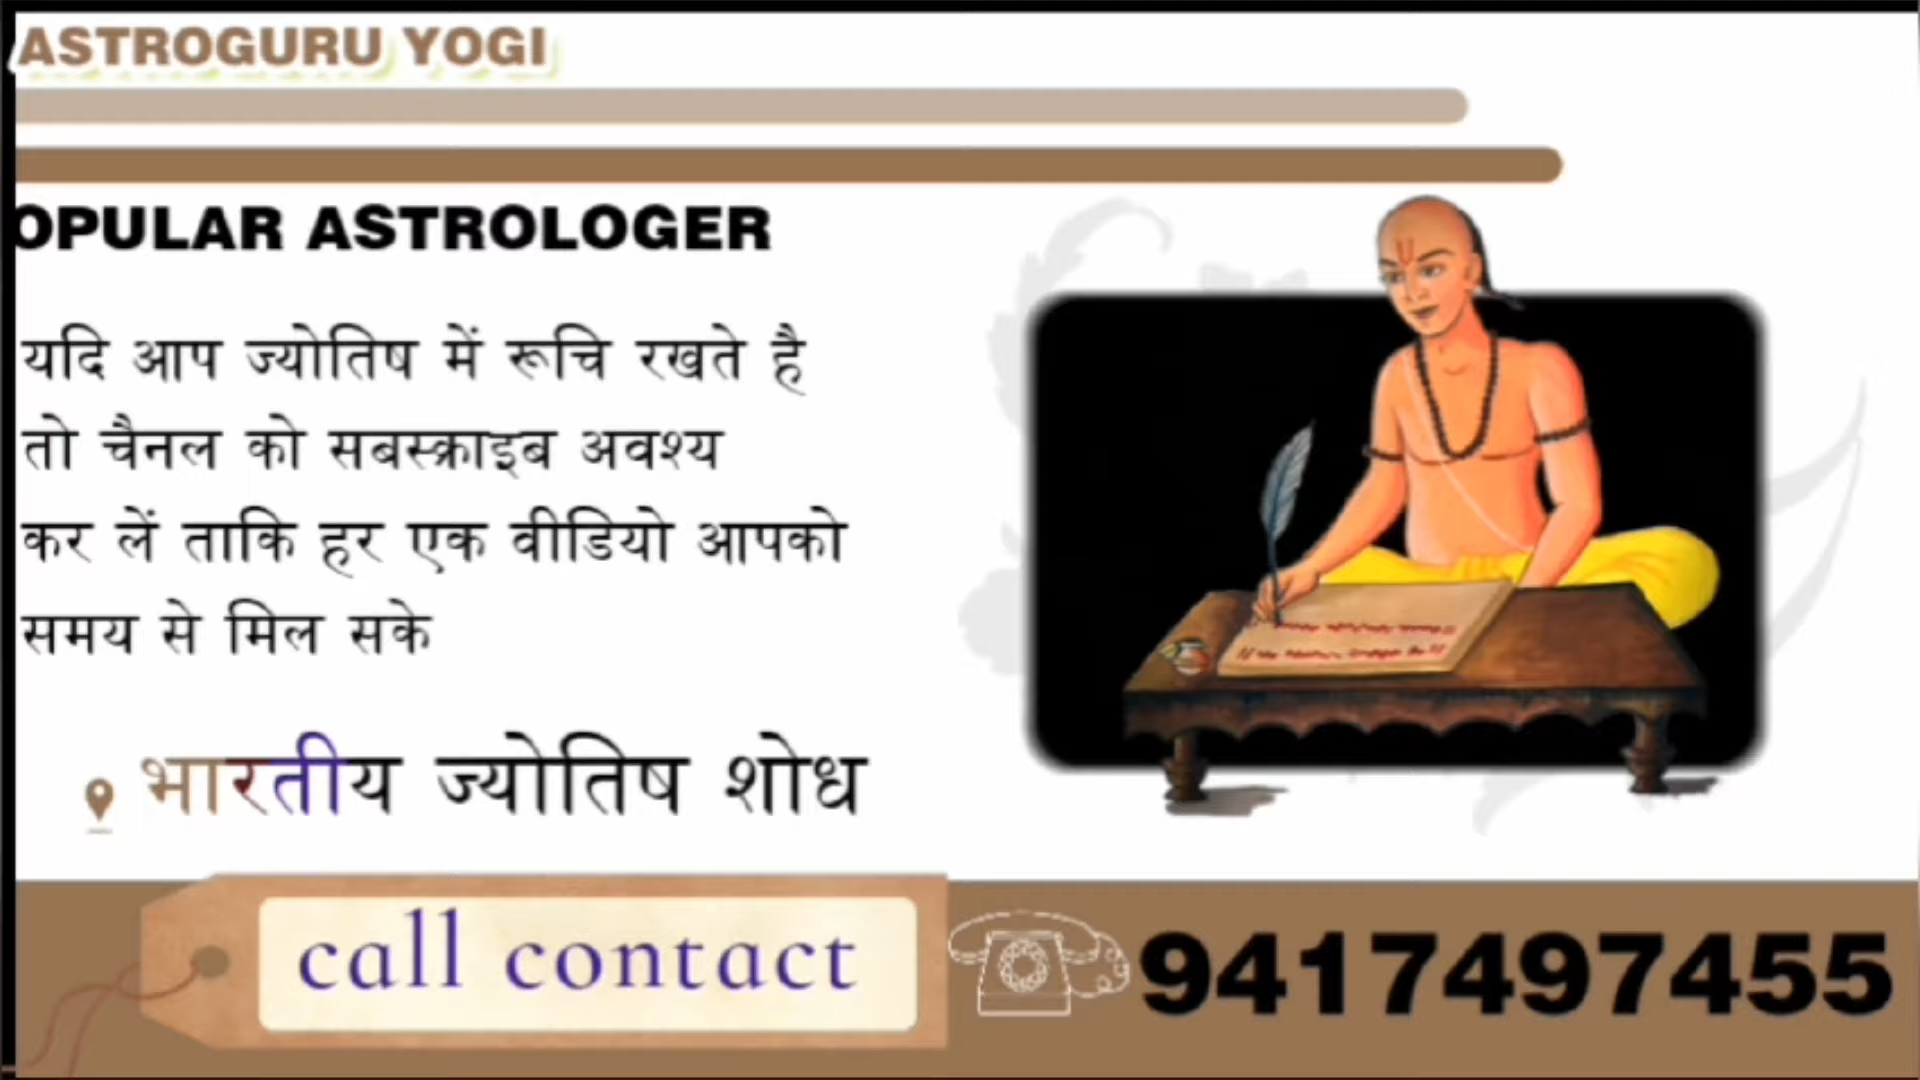 ASTROGURU YOGI
OPULAR ASTROLOGER
यदि आप ज्योतिष में रूचि रखते है
तो चैनल को सबस्क्राइब अवश्य
कर लें ताकि हर एक वीडियो आपको
समय से मिल सके
भारतीय ज्योतिष शोध
call contact
9417497455